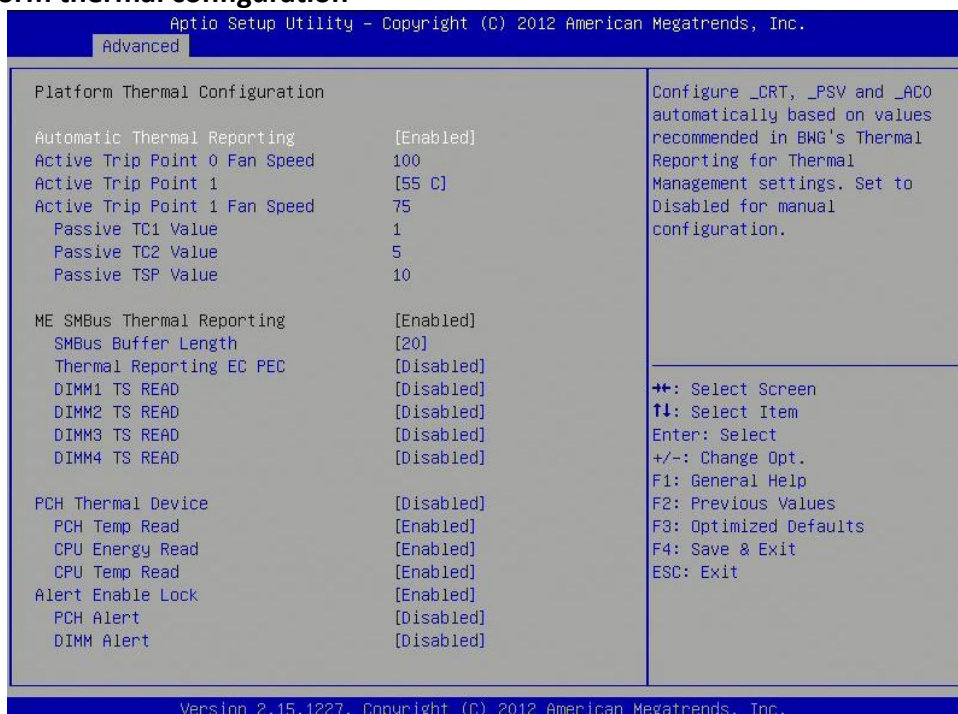 thermal configuration
Aptio Setup Utility – Copyright (C) 2012 American Megatrends, Inc.
Advanced
Platform Thermal Configuration
Automatic Thermal Reporting [Enabled]
Active Trip Point 0 Fan Speed 100
Active Trip Point 1 [55 C]
Active Trip Point 1 Fan Speed 75
Passive TC1 Value 1
Passive TC2 Value 5
Passive TSP Value 10
ME SMBus Thermal Reporting [Enabled]
SMBus Buffer Length [20]
Thermal Reporting EC PEC [Disabled]
DIMM1 TS READ [Disabled]
DIMM2 TS READ [Disabled]
DIMM3 TS READ [Disabled]
DIMM4 TS READ [Disabled]
PCH Thermal Device [Disabled]
PCH Temp Read [Enabled]
CPU Energy Read [Enabled]
CPU Temp Read [Enabled]
Alert Enable Lock [Enabled]
PCH Alert [Disabled]
DIMM Alert [Disabled]
Configure _CRT, _PSV and _AC0
automatically based on values
recommended in BWG's Thermal
Reporting for Thermal
Management settings. Set to
Disabled for manual
configuration.
→←: Select Screen
↑↓: Select Item
Enter: Select
+/-: Change Opt.
F1: General Help
F2: Previous Values
F3: Optimized Defaults
F4: Save & Exit
ESC: Exit
Version 2.15.1227. Copyright (C) 2012 American Megatrends, Inc.